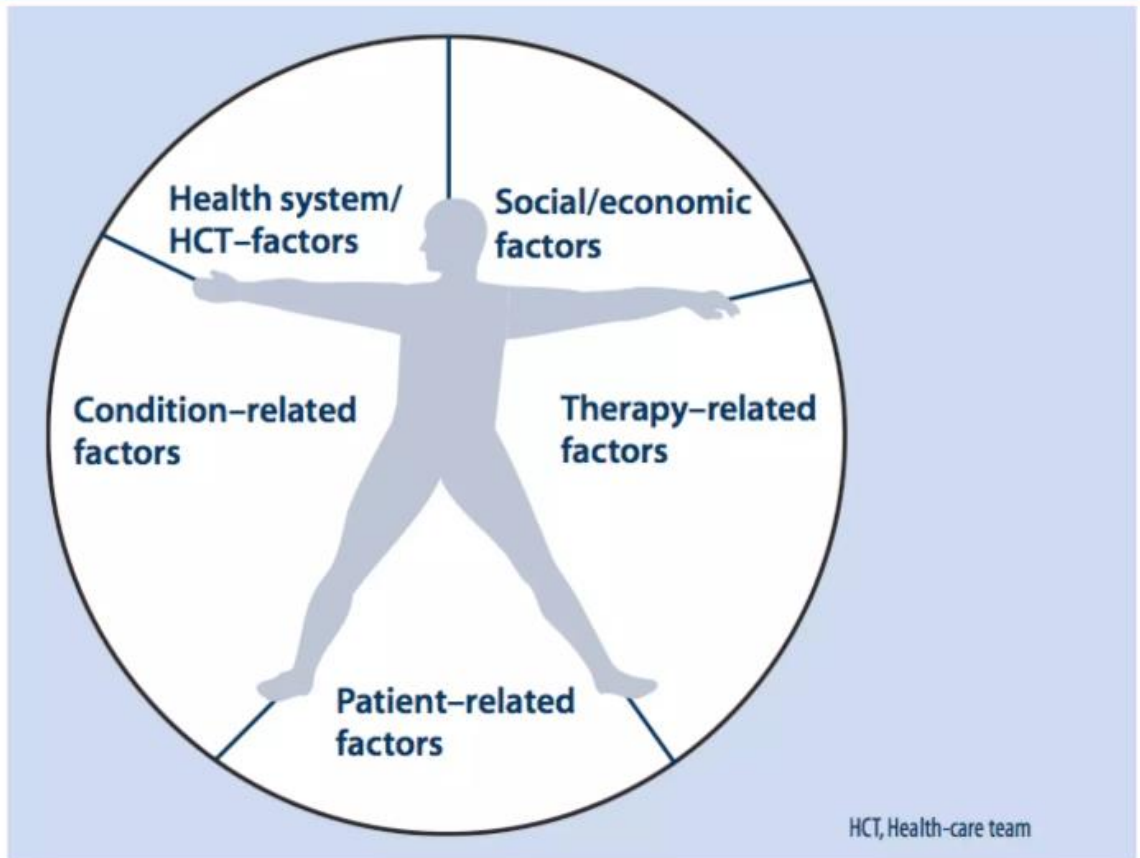 Health system/
HCT–factors
Social/economic
factors
Condition–related
factors
Therapy–related
factors
Patient–related
factors
HCT, Health-care team